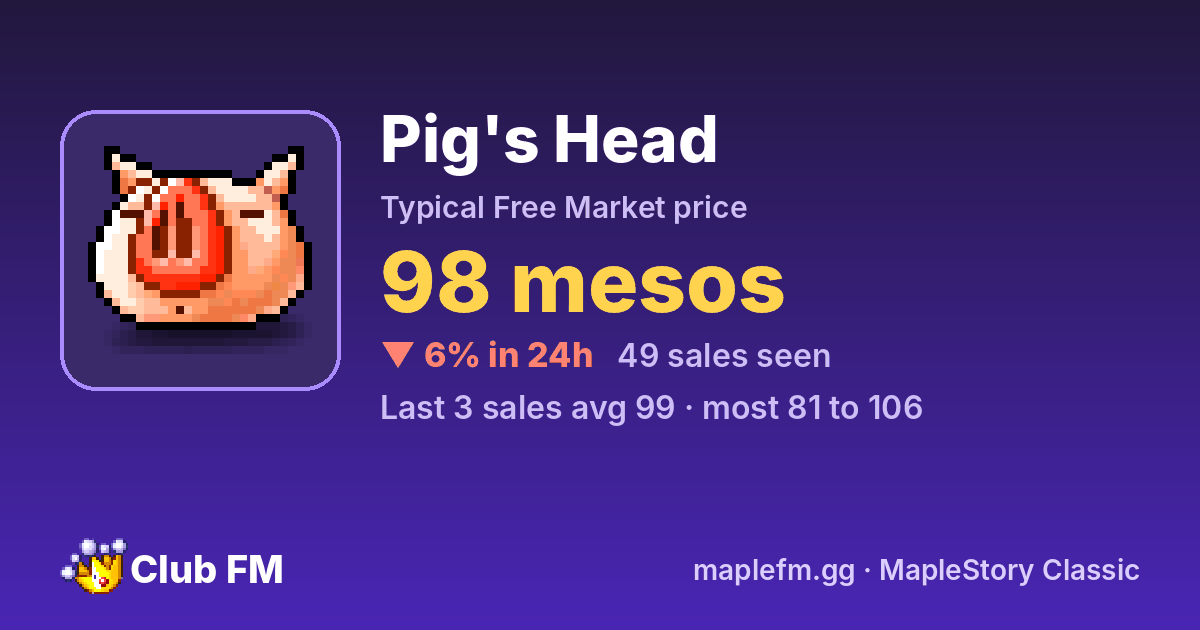 Pig's Head
Typical Free Market price
98 mesos
▼ 6% in 24h 49 sales seen
Last 3 sales avg 99 · most 81 to 106
Club FM
maplefm.gg · MapleStory Classic